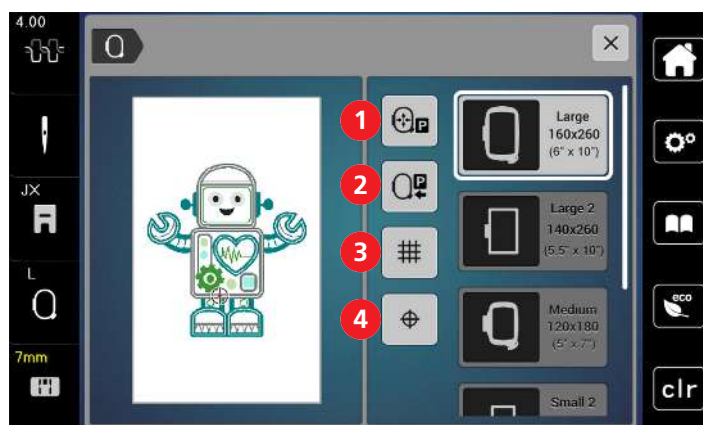 4.00
JX
L
7mm
1
P
2
P
3
4
Large
160x260
(6" x 10")
Large 2
140x260
(5.5" x 10")
Medium
120x180
(5" x 7")
Small 2
eco
clr